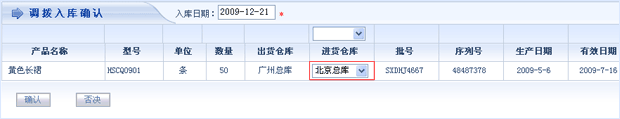 调拨入库确认 入库日期：2009-12-21 *
产品名称 型号 单位 数量 出货仓库 进货仓库 批号 序列号 生产日期 有效日期
黄色长裙 HSCQ0901 条 50 广州总库 北京总库 SXDHJ4667 48487378 2009-5-6 2009-7-16
确认 否决